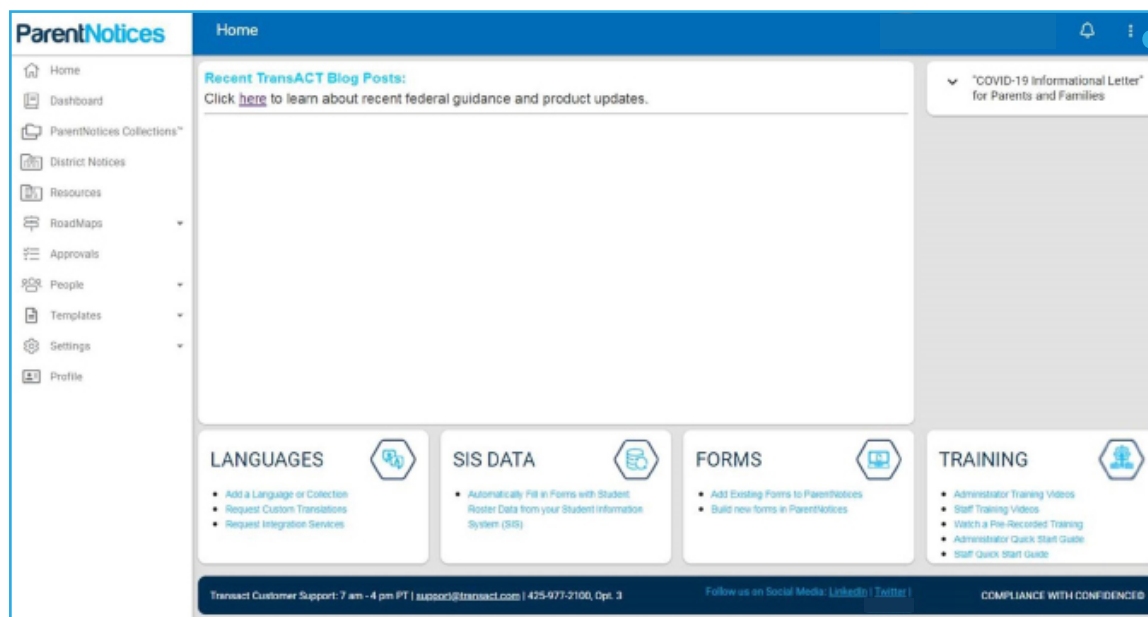 ParentNotices
Home
Home
Dashboard
ParentNotices Collections™
District Notices
Resources
RoadMaps
Approvals
People
Templates
Settings
Profile
Recent TransACT Blog Posts:
Click here to learn about recent federal guidance and product updates.
"COVID-19 Informational Letter"
for Parents and Families
LANGUAGES
Add a Language or Collection
Request Custom Translations
Request Integration Services
SIS DATA
Automatically Fill in Forms with Student
Roster Data from your Student Information
System (SIS)
FORMS
Add Existing Forms to ParentNotices
Build new forms in ParentNotices
TRAINING
Administrator Training Videos
Staff Training Videos
Watch a Pre-Recorded Training
Administrator Quick Start Guide
Staff Quick Start Guide
Transact Customer Support: 7 am - 4 pm PT | support@transact.com | 425-977-2100, Opt. 3
Follow us on Social Media: LinkedIn | Twitter |
COMPLIANCE WITH CONFIDENCE©